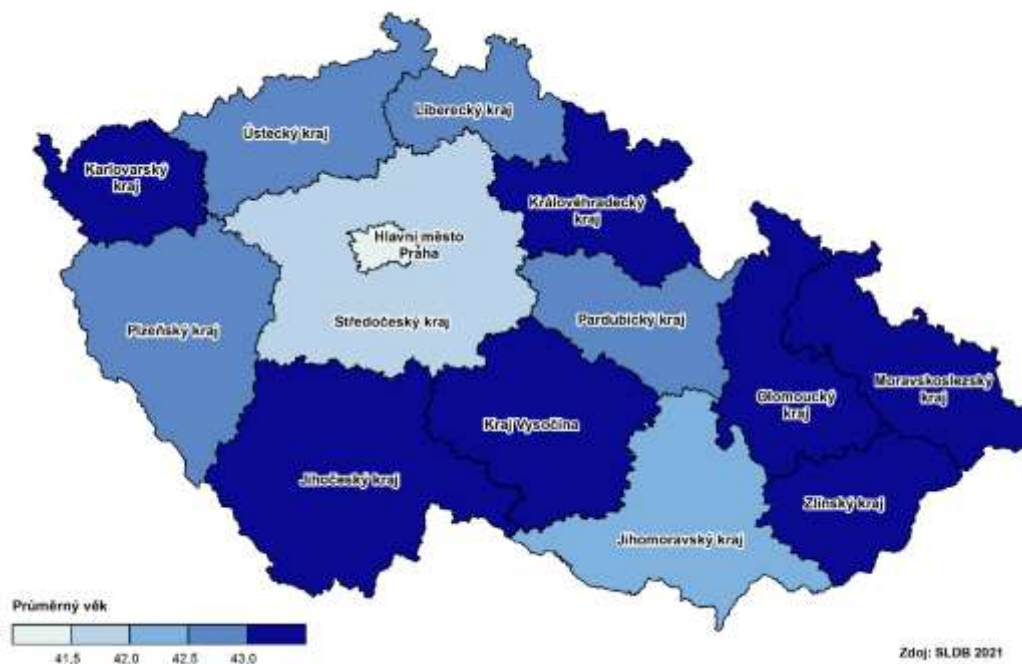 Liberecký kraj
Ústecký kraj
Karlovarský
kraj
Královéhradecký
kraj
Hlavní město
Praha
Středočeský kraj
Pardubický kraj
Plzeňský kraj
Moravskoslezský
kraj
Olomoucký
kraj
Kraj Vysočina
Jihočeský kraj
Zlínský kraj
Jihomoravský kraj
Průměrný věk
41,5 42,0 42,5 43,0
Zdoj: SLDB 2021